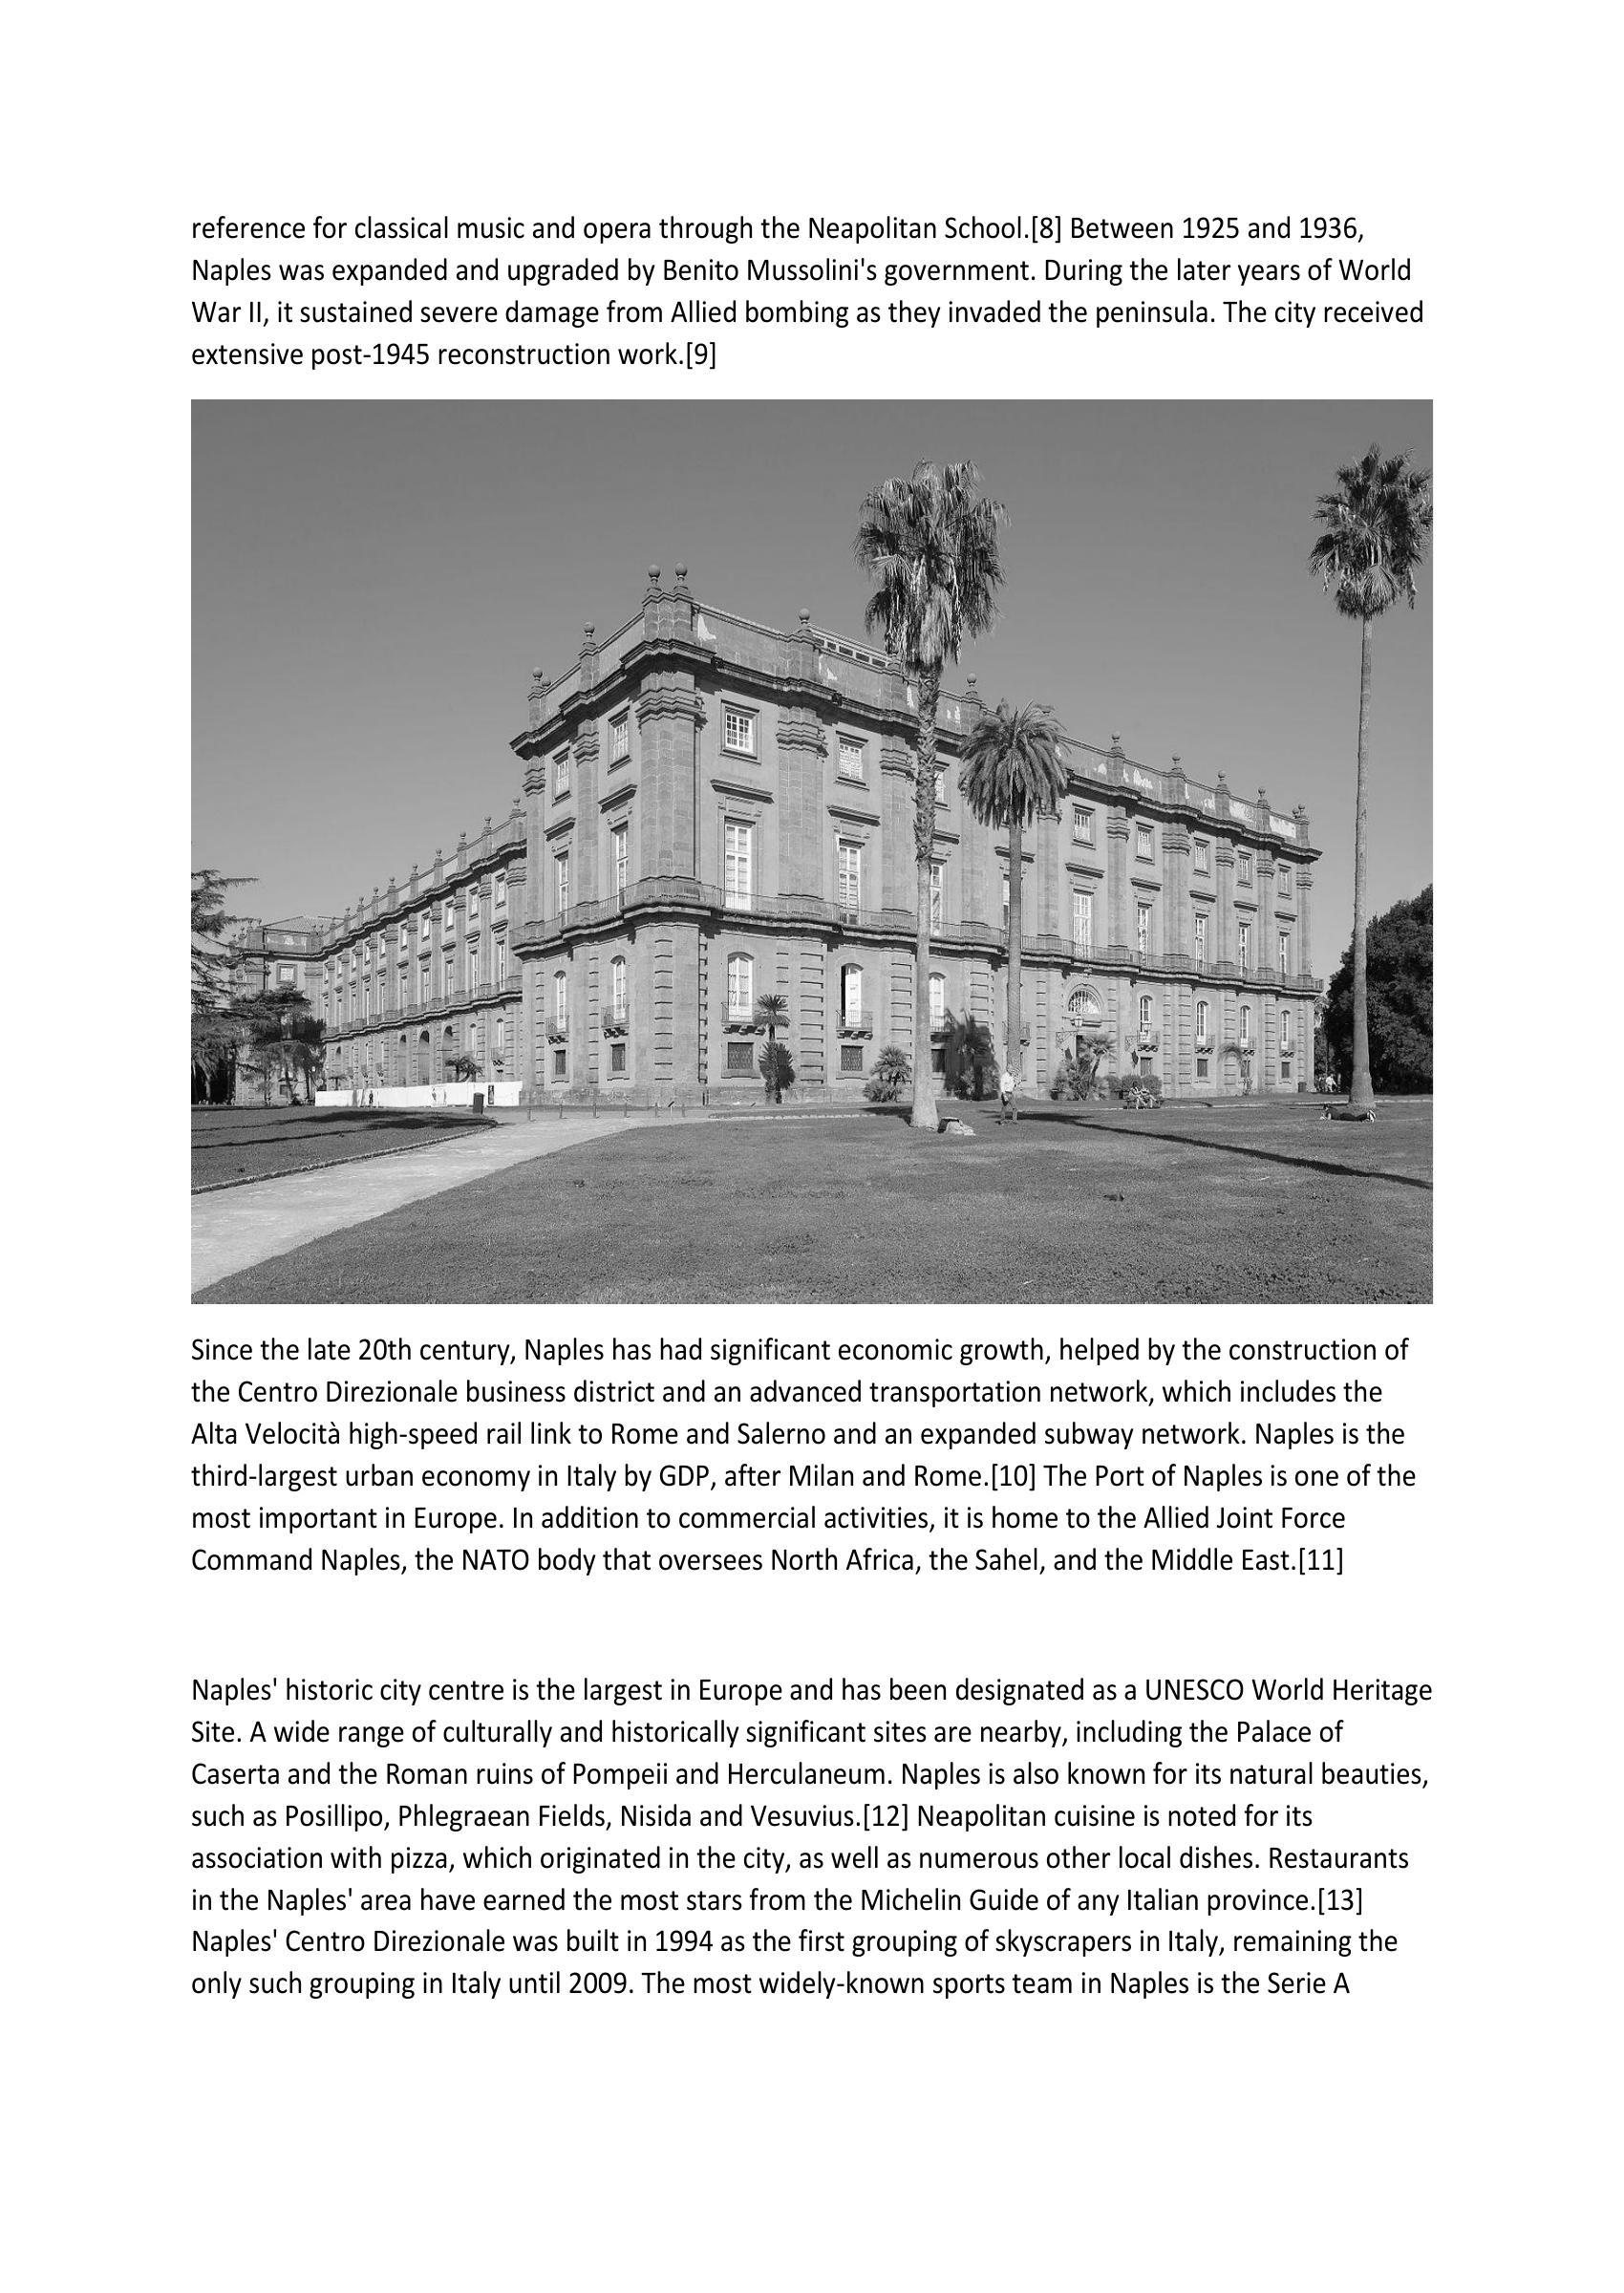 reference for classical music and opera through the Neapolitan School.[8] Between 1925 and 1936,
Naples was expanded and upgraded by Benito Mussolini's government. During the later years of World
War II, it sustained severe damage from Allied bombing as they invaded the peninsula. The city received
extensive post-1945 reconstruction work.[9]
Since the late 20th century, Naples has had significant economic growth, helped by the construction of
the Centro Direzionale business district and an advanced transportation network, which includes the
Alta Velocità high-speed rail link to Rome and Salerno and an expanded subway network. Naples is the
third-largest urban economy in Italy by GDP, after Milan and Rome.[10] The Port of Naples is one of the
most important in Europe. In addition to commercial activities, it is home to the Allied Joint Force
Command Naples, the NATO body that oversees North Africa, the Sahel, and the Middle East.[11]
Naples' historic city centre is the largest in Europe and has been designated as a UNESCO World Heritage
Site. A wide range of culturally and historically significant sites are nearby, including the Palace of
Caserta and the Roman ruins of Pompeii and Herculaneum. Naples is also known for its natural beauties,
such as Posillipo, Phlegraean Fields, Nisida and Vesuvius.[12] Neapolitan cuisine is noted for its
association with pizza, which originated in the city, as well as numerous other local dishes. Restaurants
in the Naples' area have earned the most stars from the Michelin Guide of any Italian province.[13]
Naples' Centro Direzionale was built in 1994 as the first grouping of skyscrapers in Italy, remaining the
only such grouping in Italy until 2009. The most widely-known sports team in Naples is the Serie A